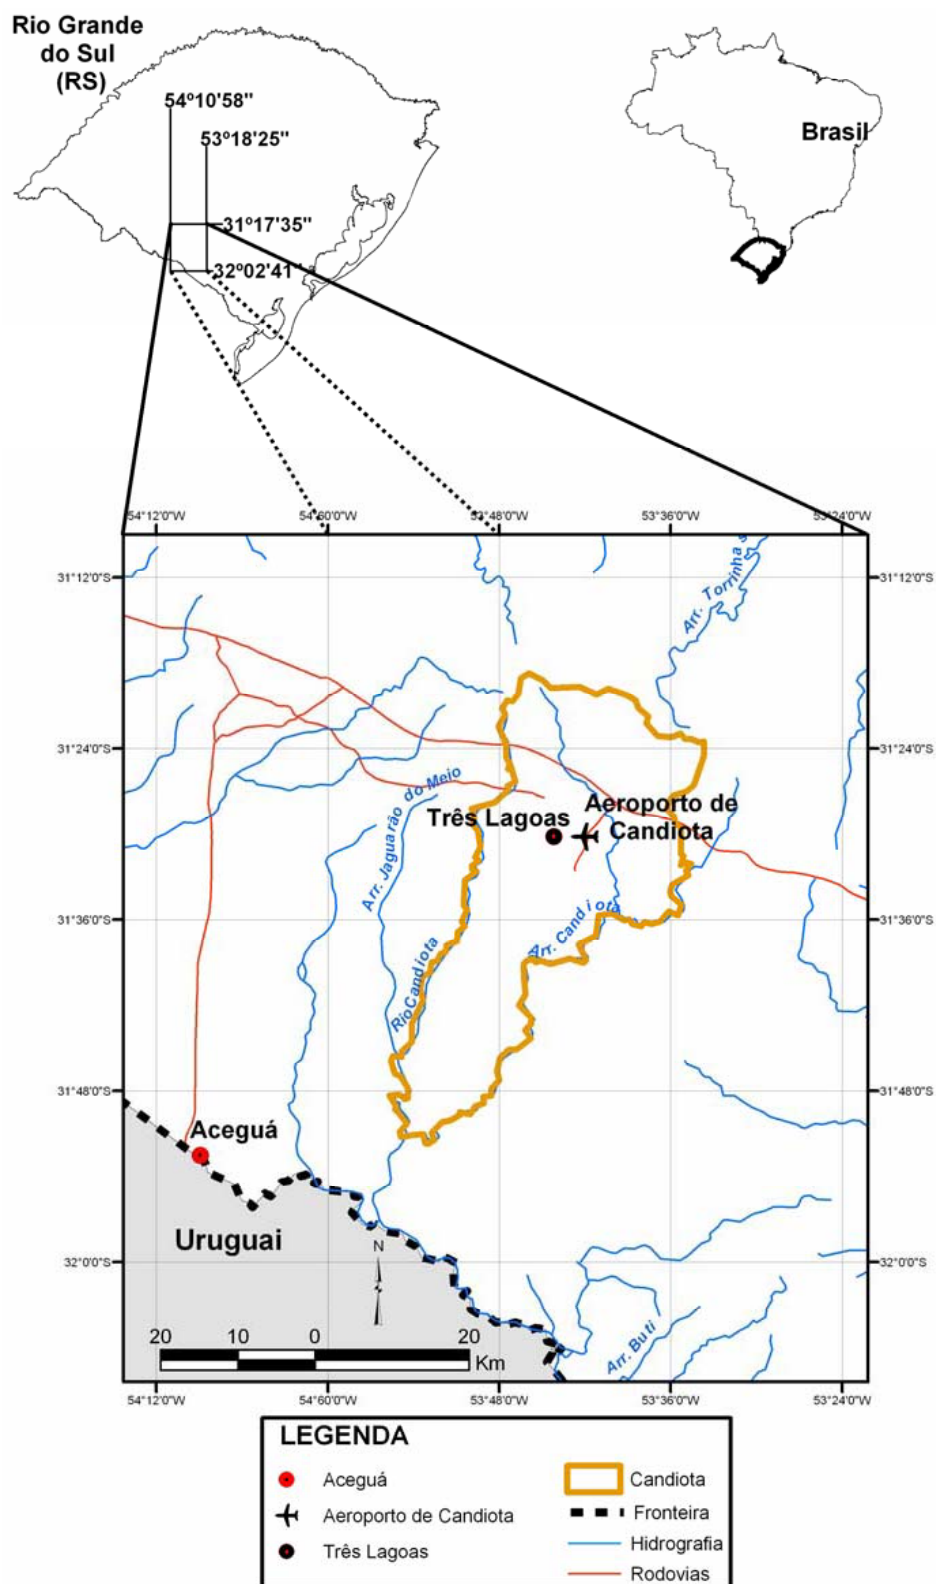 Rio Grande
do Sul
(RS)
54º10'58"
53º18'25"
31º17'35"
32º02'41"
Brasil
54°12'0"W
54°60'0"W
53°48'0"W
53°36'0"W
53°24'0"W
31°12'0"S
31°12'0"S
Arr. Torrinhas
31°24'0"S
31°24'0"S
Arr. Jaguarão do Meio
Três Lagoas
Aeroporto de
Candiota
31°36'0"S
31°36'0"S
Arr. Candiota
Rio Candiota
31°48'0"S
31°48'0"S
Aceguá
Uruguai
N
32°0'0"S
32°0'0"S
20 10 0 20
Km
Arr. Buti
54°12'0"W
54°60'0"W
53°48'0"W
53°36'0"W
53°24'0"W
LEGENDA
Aceguá
Aeroporto de Candiota
Três Lagoas
Candiota
Fronteira
Hidrografia
Rodovias